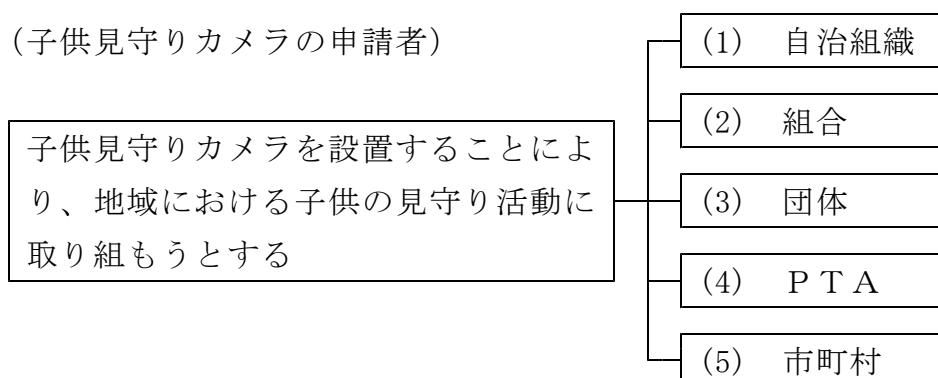 (子供見守りカメラの申請者)
子供見守りカメラを設置することによ
り、地域における子供の見守り活動に
取り組もうとする
(1) 自治組織
(2) 組合
(3) 団体
(4) ＰＴＡ
(5) 市町村